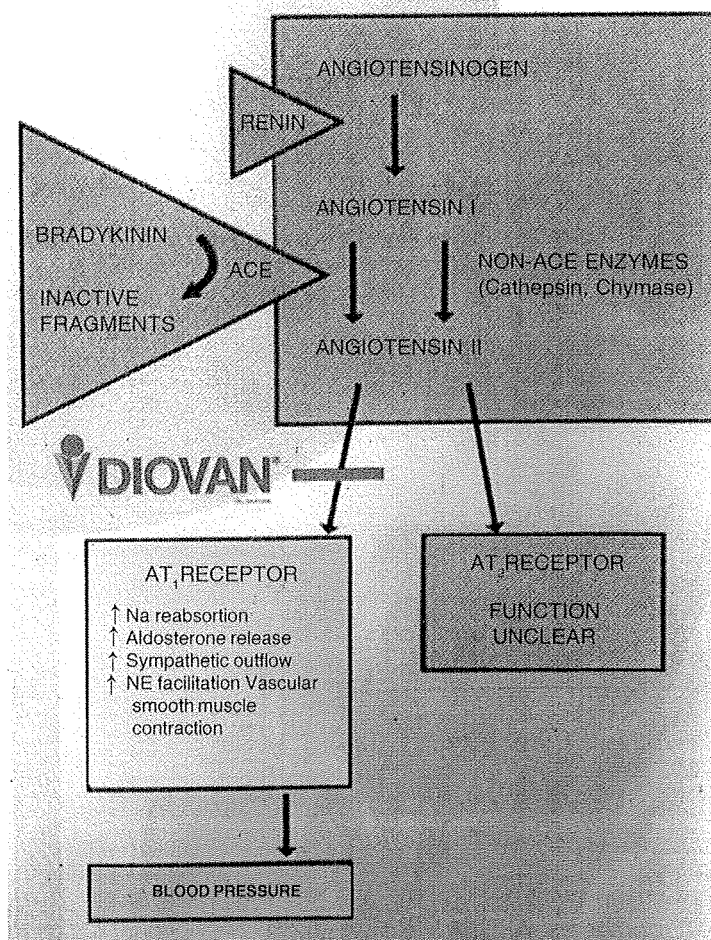 ANGIOTENSINOGEN
RENIN
ANGIOTENSIN I
BRADYKININ
ACE
INACTIVE
FRAGMENTS
NON-ACE ENZYMES
(Cathepsin, Chymase)
ANGIOTENSIN II
DIOVAN
AT₁ RECEPTOR
↑ Na reabsortion
↑ Aldosterone release
↑ Sympathetic outflow
↑ NE facilitation Vascular
smooth muscle
contraction
AT₂ RECEPTOR
FUNCTION
UNCLEAR
BLOOD PRESSURE